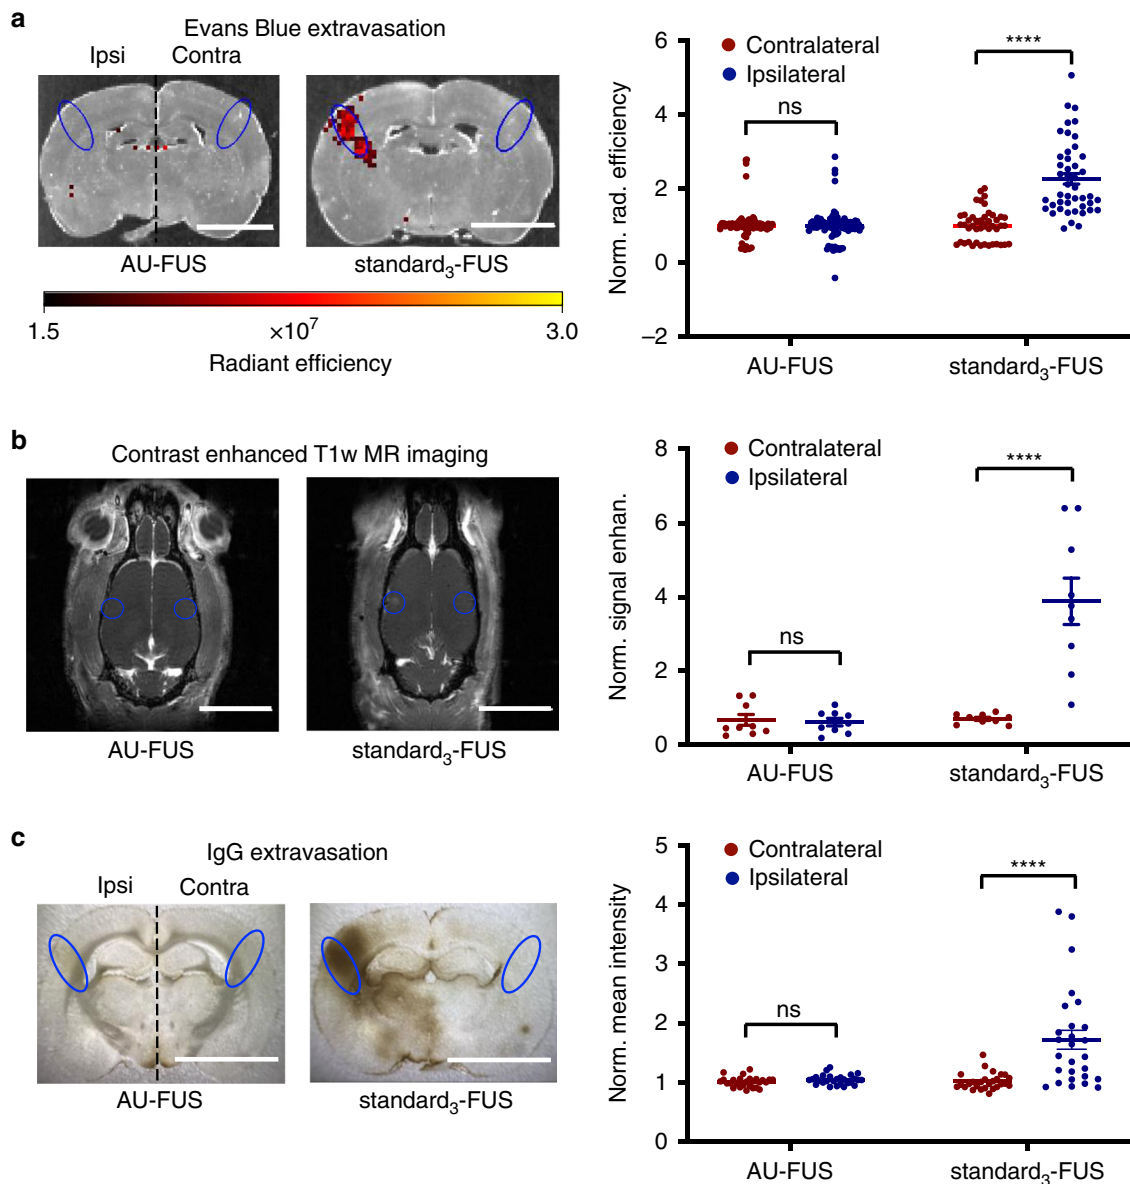 a
Evans Blue extravasation
Ipsi Contra
AU-FUS standard₃-FUS
1.5 ×10⁷ 3.0
Radiant efficiency
Contralateral
Ipsilateral
Norm. rad. efficiency
6
4
2
0
−2
ns
****
AU-FUS standard₃-FUS
b
Contrast enhanced T1w MR imaging
AU-FUS standard₃-FUS
Contralateral
Ipsilateral
Norm. signal enhan.
8
6
4
2
0
ns
****
AU-FUS standard₃-FUS
c
IgG extravasation
Ipsi Contra
AU-FUS standard₃-FUS
Contralateral
Ipsilateral
Norm. mean intensity
5
4
3
2
1
0
ns
****
AU-FUS standard₃-FUS